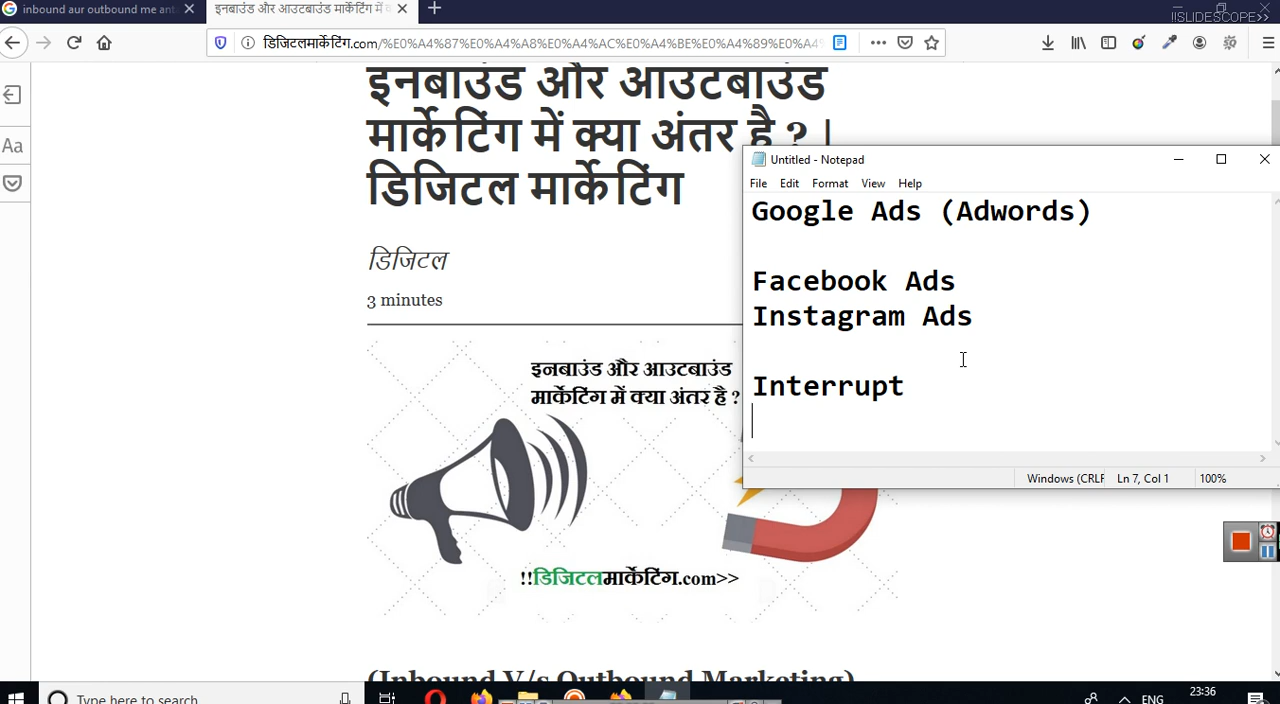 inbound aur outbound me ant
इनबाउंड और आउटबाउंड मार्केटिंग में
!!SLIDESCOPE>>
डिजिटलमार्केटिंग.com/%E0%A4%87%E0%A4%A8%E0%A4%AC%E0%A4%BE%E0%A4%89%E0%A4
इनबाउंड और आउटबाउंड
मार्केटिंग में क्या अंतर है ? |
डिजिटल मार्केटिंग
Aa
डिजिटल
3 minutes
इनबाउंड और आउटबाउंड
मार्केटिंग में क्या अंतर है ?
!!डिजिटलमार्केटिंग.com>>
(Inbound V/s Outbound Marketing)
Untitled - Notepad
File Edit Format View Help
Google Ads (Adwords)
Facebook Ads
Instagram Ads
Interrupt
Windows (CRLF Ln 7, Col 1 100%
Type here to search
ENG
23:36